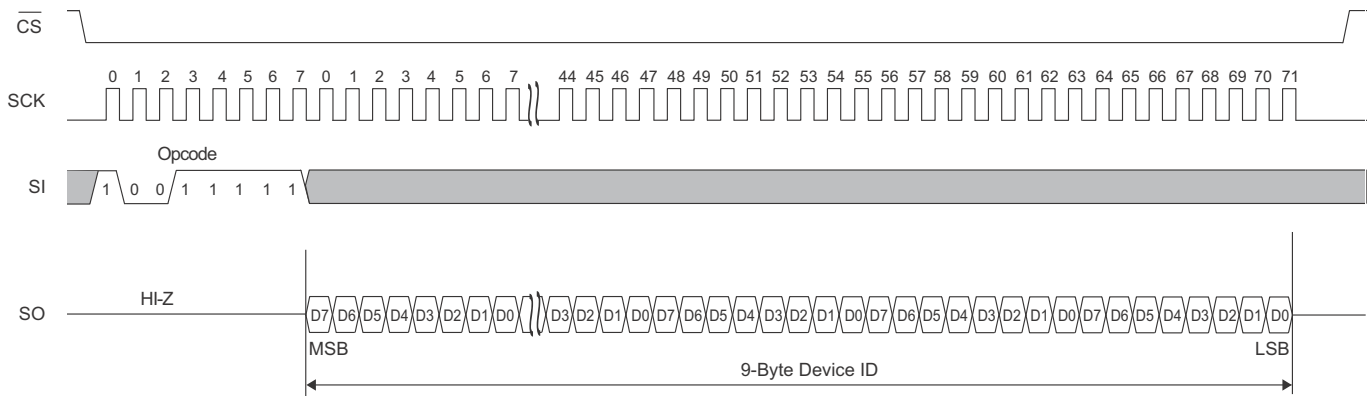 CS
0 1 2 3 4 5 6 7 0 1 2 3 4 5 6 7 44 45 46 47 48 49 50 51 52 53 54 55 56 57 58 59 60 61 62 63 64 65 66 67 68 69 70 71
SCK
Opcode
SI 1 0 0 1 1 1 1 1
HI-Z
SO D7 D6 D5 D4 D3 D2 D1 D0 D3 D2 D1 D0 D7 D6 D5 D4 D3 D2 D1 D0 D7 D6 D5 D4 D3 D2 D1 D0 D7 D6 D5 D4 D3 D2 D1 D0
MSB LSB
9-Byte Device ID